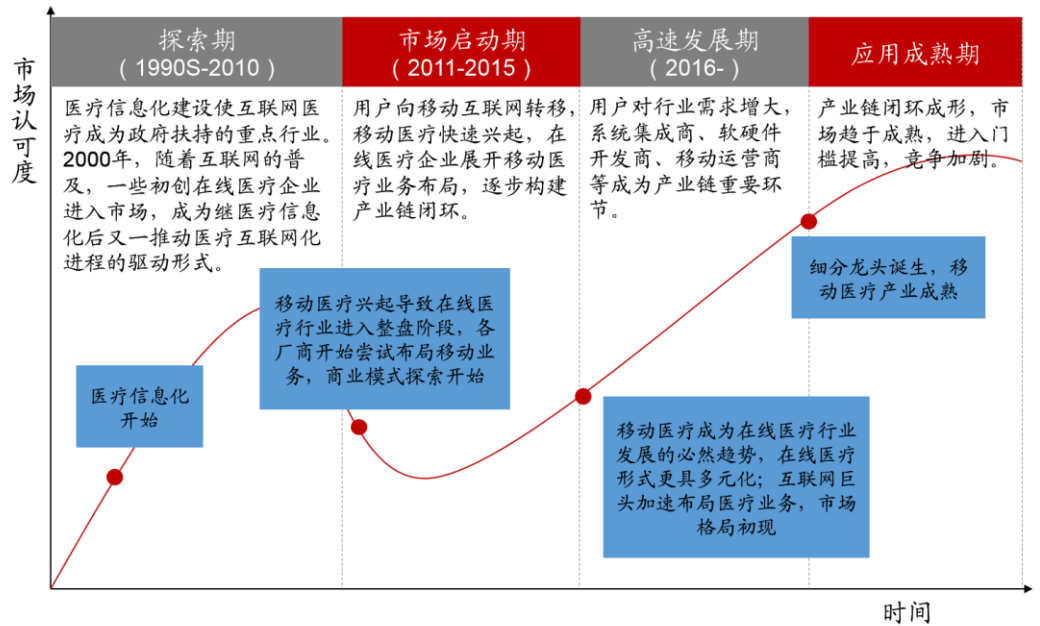 市场认可度
探索期
（1990S-2010）
市场启动期
（2011-2015）
高速发展期
（2016-）
应用成熟期
医疗信息化建设使互联网医
疗成为政府扶持的重点行业。
2000年，随着互联网的普
及，一些初创在线医疗企业
进入市场，成为继医疗信息
化后又一推动医疗互联网化
进程的驱动形式。
用户向移动互联网转移，
移动医疗快速兴起，在
线医疗企业展开移动医
疗业务布局，逐步构建
产业链闭环。
用户对行业需求增大，
系统集成商、软硬件
开发商、移动运营商
等成为产业链重要环
节。
产业链闭环成形，市
场趋于成熟，进入门
槛提高，竞争加剧。
医疗信息化
开始
移动医疗兴起导致在线医
疗行业进入整盘阶段，各
厂商开始尝试布局移动业
务，商业模式探索开始
移动医疗成为在线医疗行业
发展的必然趋势，在线医疗
形式更具多元化；互联网巨
头加速布局医疗业务，市场
格局初现
细分龙头诞生，移
动医疗产业成熟
时间